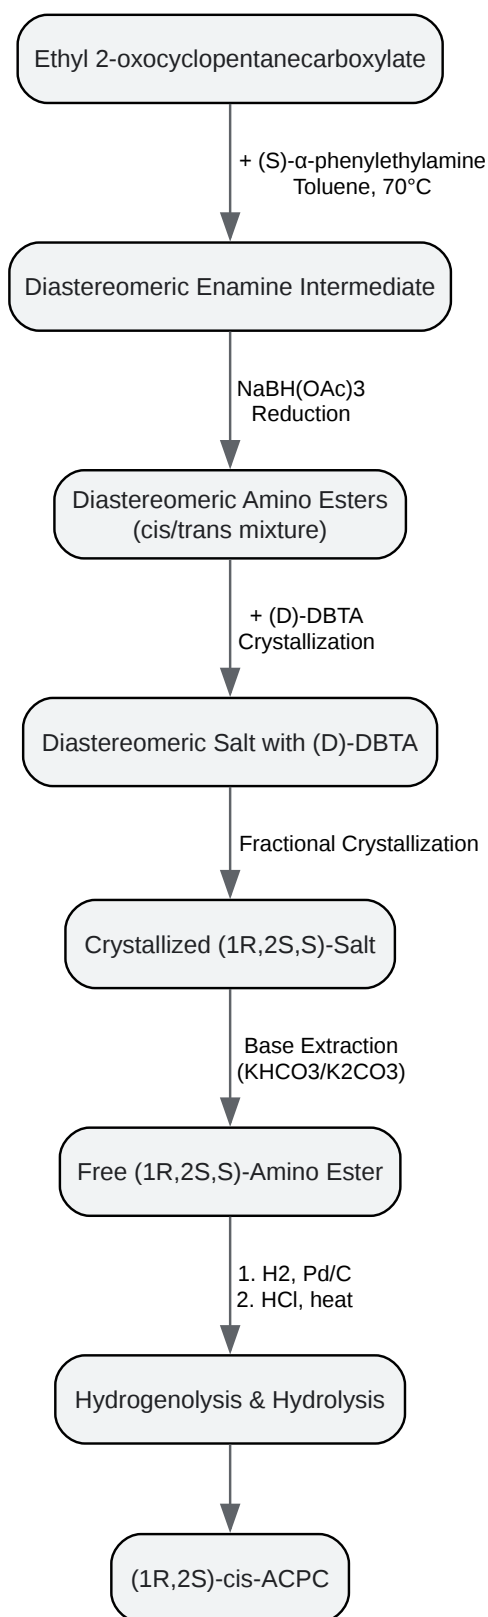 Ethyl 2-oxocyclopentanecarboxylate
+ (S)-α-phenylethylamine
Toluene, 70°C
Diastereomeric Enamine Intermediate
NaBH(OAc)3
Reduction
Diastereomeric Amino Esters
(cis/trans mixture)
+ (D)-DBTA
Crystallization
Diastereomeric Salt with (D)-DBTA
Fractional Crystallization
Crystallized (1R,2S,S)-Salt
Base Extraction
(KHCO3/K2CO3)
Free (1R,2S,S)-Amino Ester
1. H2, Pd/C
2. HCl, heat
Hydrogenolysis & Hydrolysis
(1R,2S)-cis-ACPC